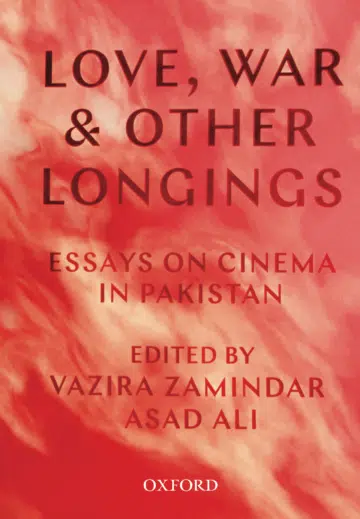 LOVE, WAR
& OTHER
LONGINGS
ESSAYS ON CINEMA
IN PAKISTAN
EDITED BY
VAZIRA ZAMINDAR
ASAD ALI
OXFORD